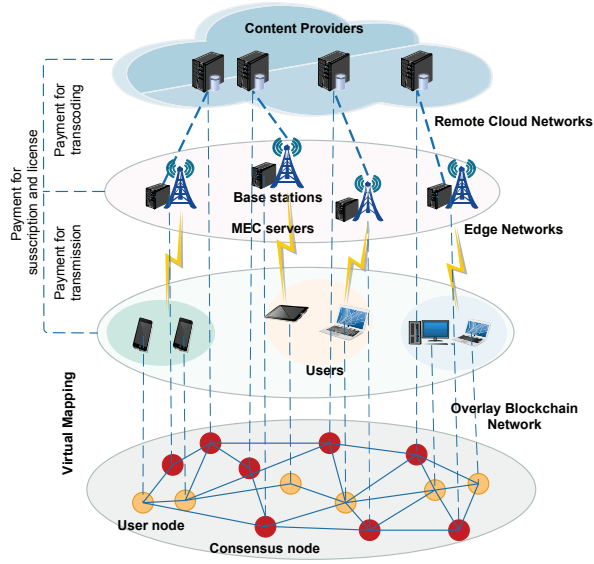 Content Providers
Remote Cloud Networks
Payment for
transcoding
Payment for
susscription and license
Base stations
MEC servers
Edge Networks
Payment for
transmission
Users
Virtual Mapping
Overlay Blockchain
Network
User node
Consensus node